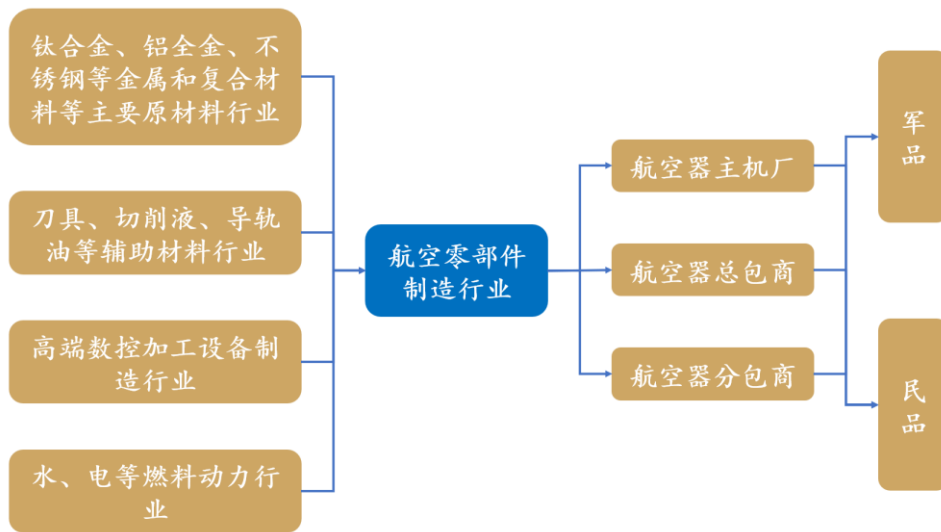 钛合金、铝全金、不
锈钢等金属和复合材
料等主要原材料行业
刀具、切削液、导轨
油等辅助材料行业
高端数控加工设备制
造行业
水、电等燃料动力行
业
航空零部件
制造行业
航空器主机厂
航空器总包商
航空器分包商
军
品
民
品